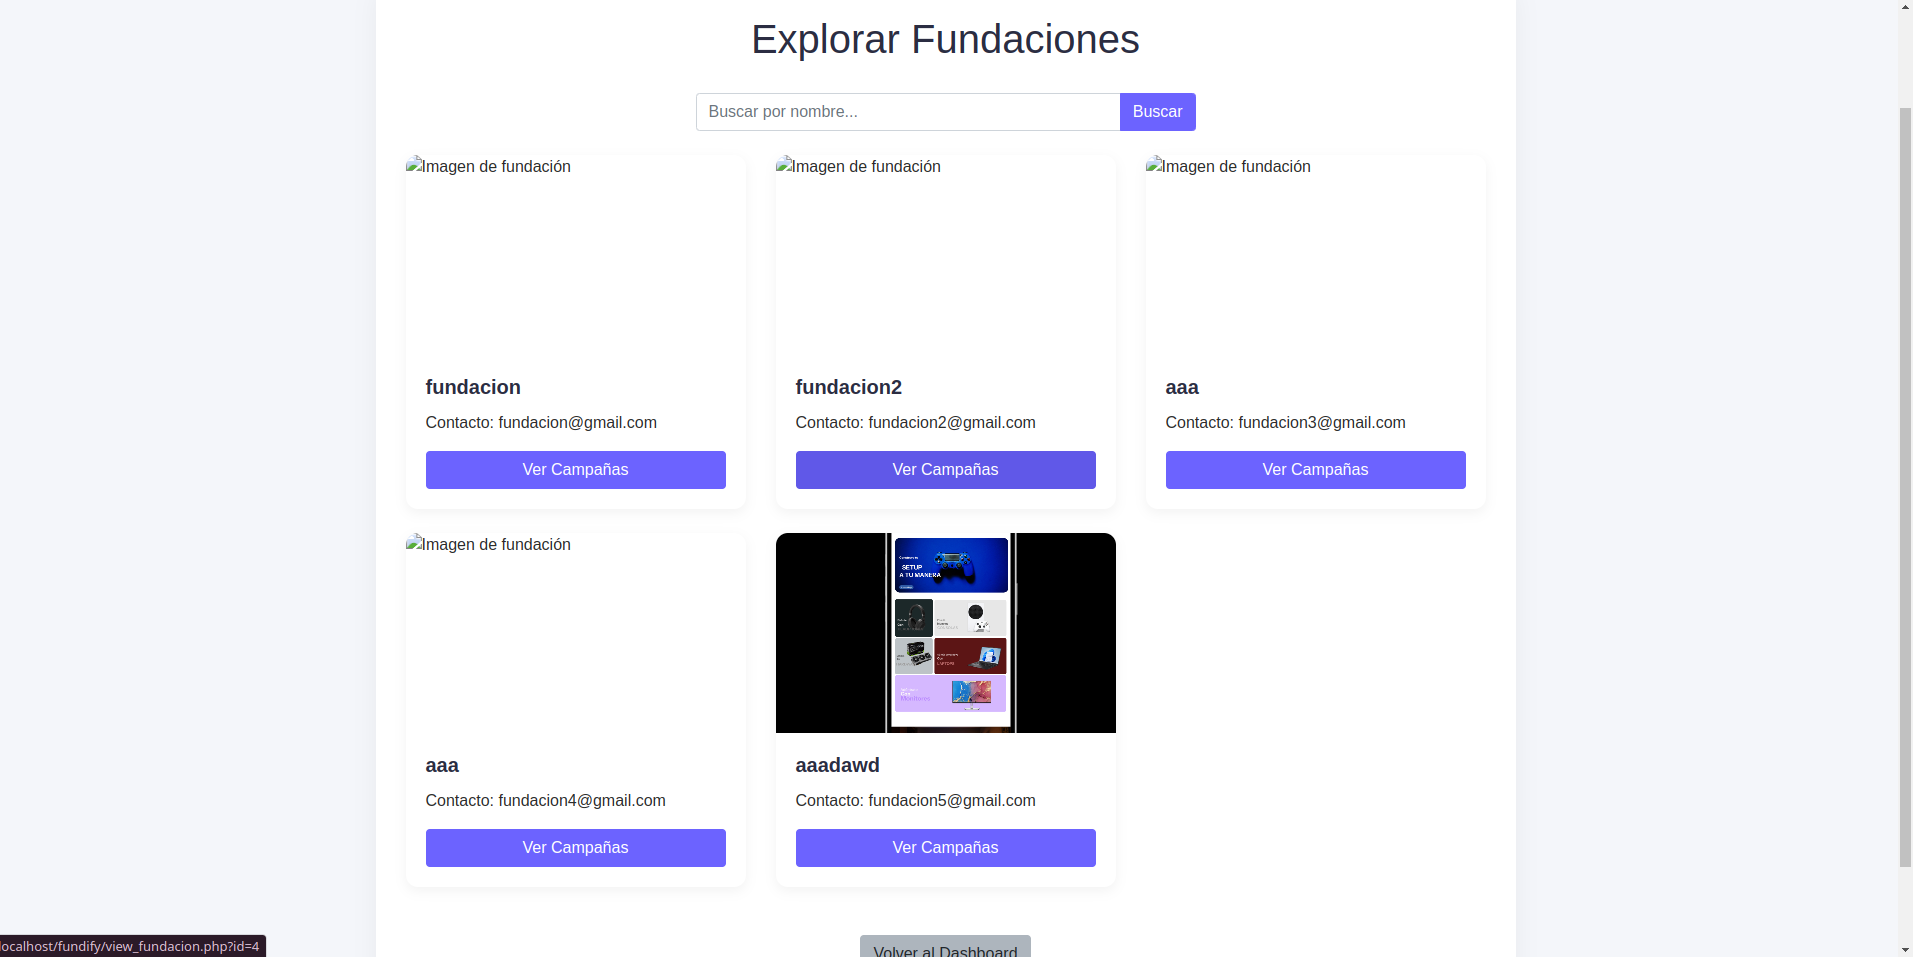 Explorar Fundaciones
Buscar por nombre...
Buscar
Imagen de fundación
Imagen de fundación
Imagen de fundación
fundacion
fundacion2
aaa
Contacto: fundacion@gmail.com
Contacto: fundacion2@gmail.com
Contacto: fundacion3@gmail.com
Ver Campañas
Ver Campañas
Ver Campañas
Imagen de fundación
SETUP
A TU MANERA
Monitores
aaa
aaadawd
Contacto: fundacion4@gmail.com
Contacto: fundacion5@gmail.com
Ver Campañas
Ver Campañas
Volver al Dashboard
localhost/fundify/view_fundacion.php?id=4